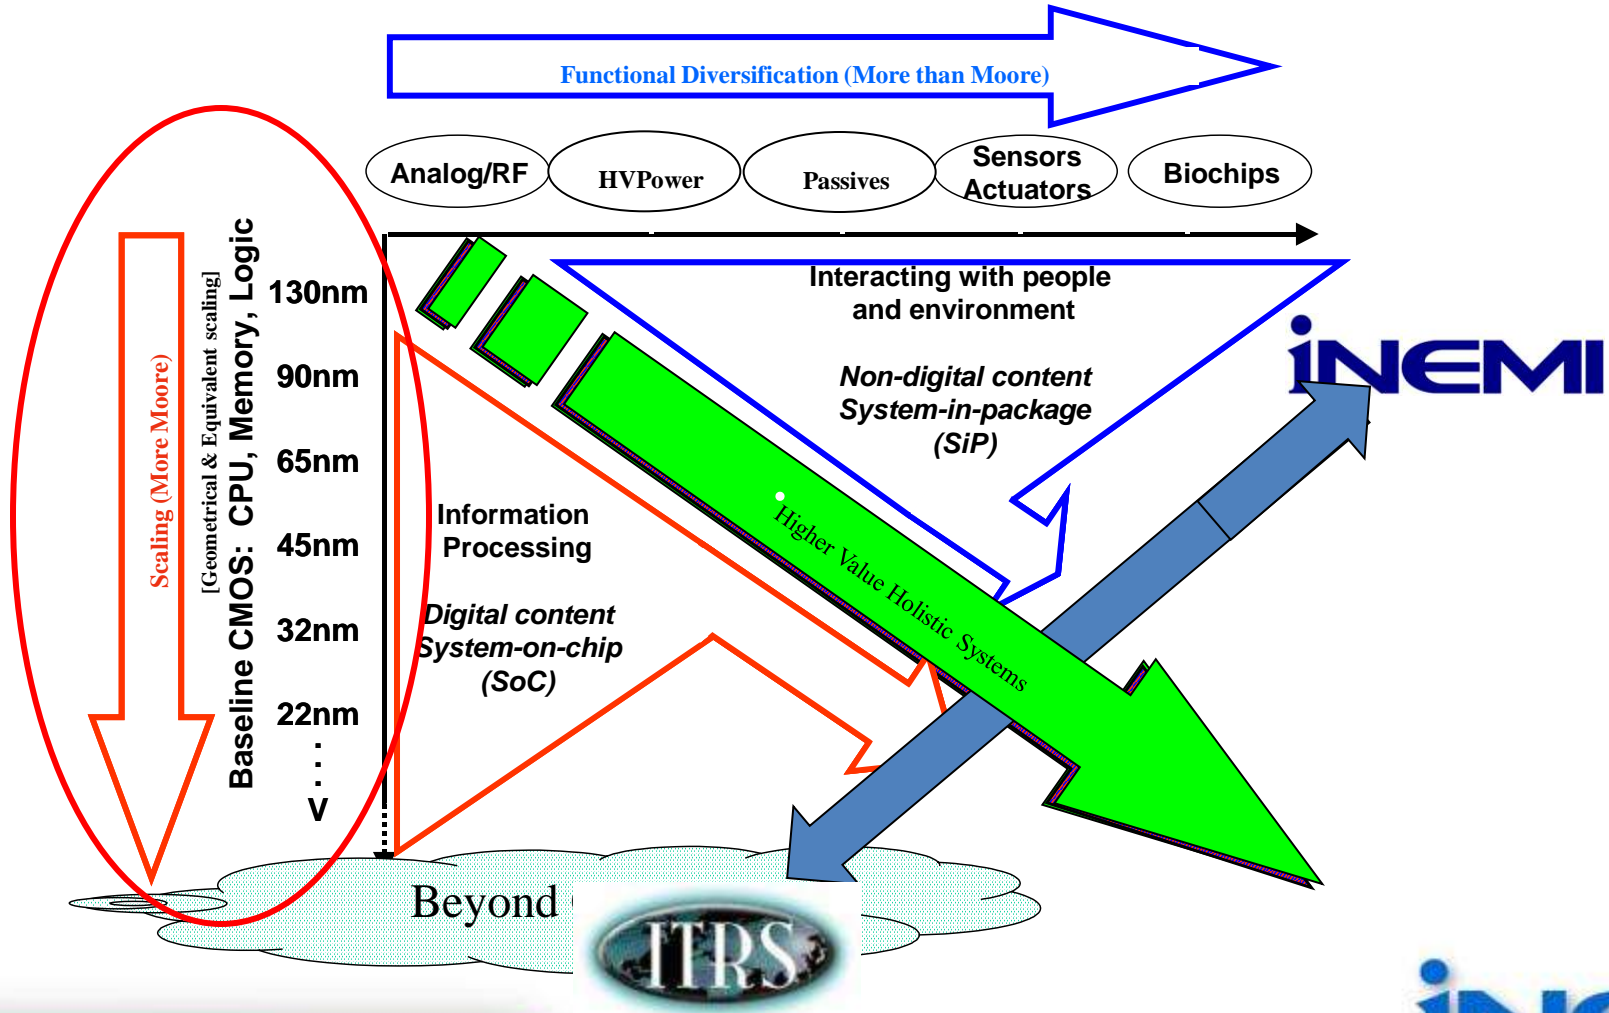 Functional Diversification (More than Moore)
Analog/RF
HVPower
Passives
Sensors
Actuators
Biochips
Scaling (More Moore)
[Geometrical & Equivalent scaling]
Baseline CMOS: CPU, Memory, Logic
130nm
90nm
65nm
45nm
32nm
22nm
.
.
.
V
Interacting with people
and environment
Non-digital content
System-in-package
(SiP)
iNEMI
Information
Processing
Digital content
System-on-chip
(SoC)
• Higher Value Holistic Systems
Beyond
ITRS